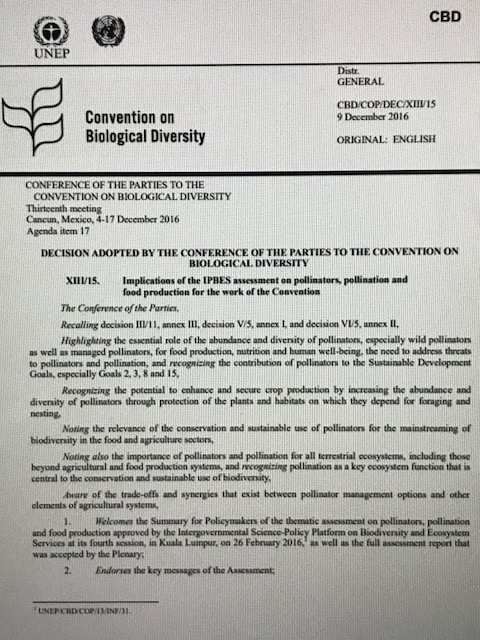 CBD
UNEP
Distr.
GENERAL
CBD/COP/DEC/XIII/15
9 December 2016
ORIGINAL: ENGLISH
Convention on
Biological Diversity
CONFERENCE OF THE PARTIES TO THE
CONVENTION ON BIOLOGICAL DIVERSITY
Thirteenth meeting
Cancun, Mexico, 4-17 December 2016
Agenda item 17
DECISION ADOPTED BY THE CONFERENCE OF THE PARTIES TO THE CONVENTION ON
BIOLOGICAL DIVERSITY
XIII/15. Implications of the IPBES assessment on pollinators, pollination and
food production for the work of the Convention
The Conference of the Parties,
Recalling decision III/11, annex III, decision V/5, annex I, and decision VI/5, annex II,
Highlighting the essential role of the abundance and diversity of pollinators, especially wild pollinators
as well as managed pollinators, for food production, nutrition and human well-being, the need to address threats
to pollinators and pollination, and recognizing the contribution of pollinators to the Sustainable Development
Goals, especially Goals 2, 3, 8 and 15,
Recognizing the potential to enhance and secure crop production by increasing the abundance and
diversity of pollinators through protection of the plants and habitats on which they depend for foraging and
nesting,
Noting the relevance of the conservation and sustainable use of pollinators for the mainstreaming of
biodiversity in the food and agriculture sectors,
Noting also the importance of pollinators and pollination for all terrestrial ecosystems, including those
beyond agricultural and food production systems, and recognizing pollination as a key ecosystem function that is
central to the conservation and sustainable use of biodiversity,
Aware of the trade-offs and synergies that exist between pollinator management options and other
elements of agricultural systems,
1. Welcomes the Summary for Policymakers of the thematic assessment on pollinators, pollination
and food production approved by the Intergovernmental Science-Policy Platform on Biodiversity and Ecosystem
Services at its fourth session, in Kuala Lumpur, on 26 February 2016,¹ as well as the full assessment report that
was accepted by the Plenary;
2. Endorses the key messages of the Assessment;
¹ UNEP/CBD/COP/13/INF/31.